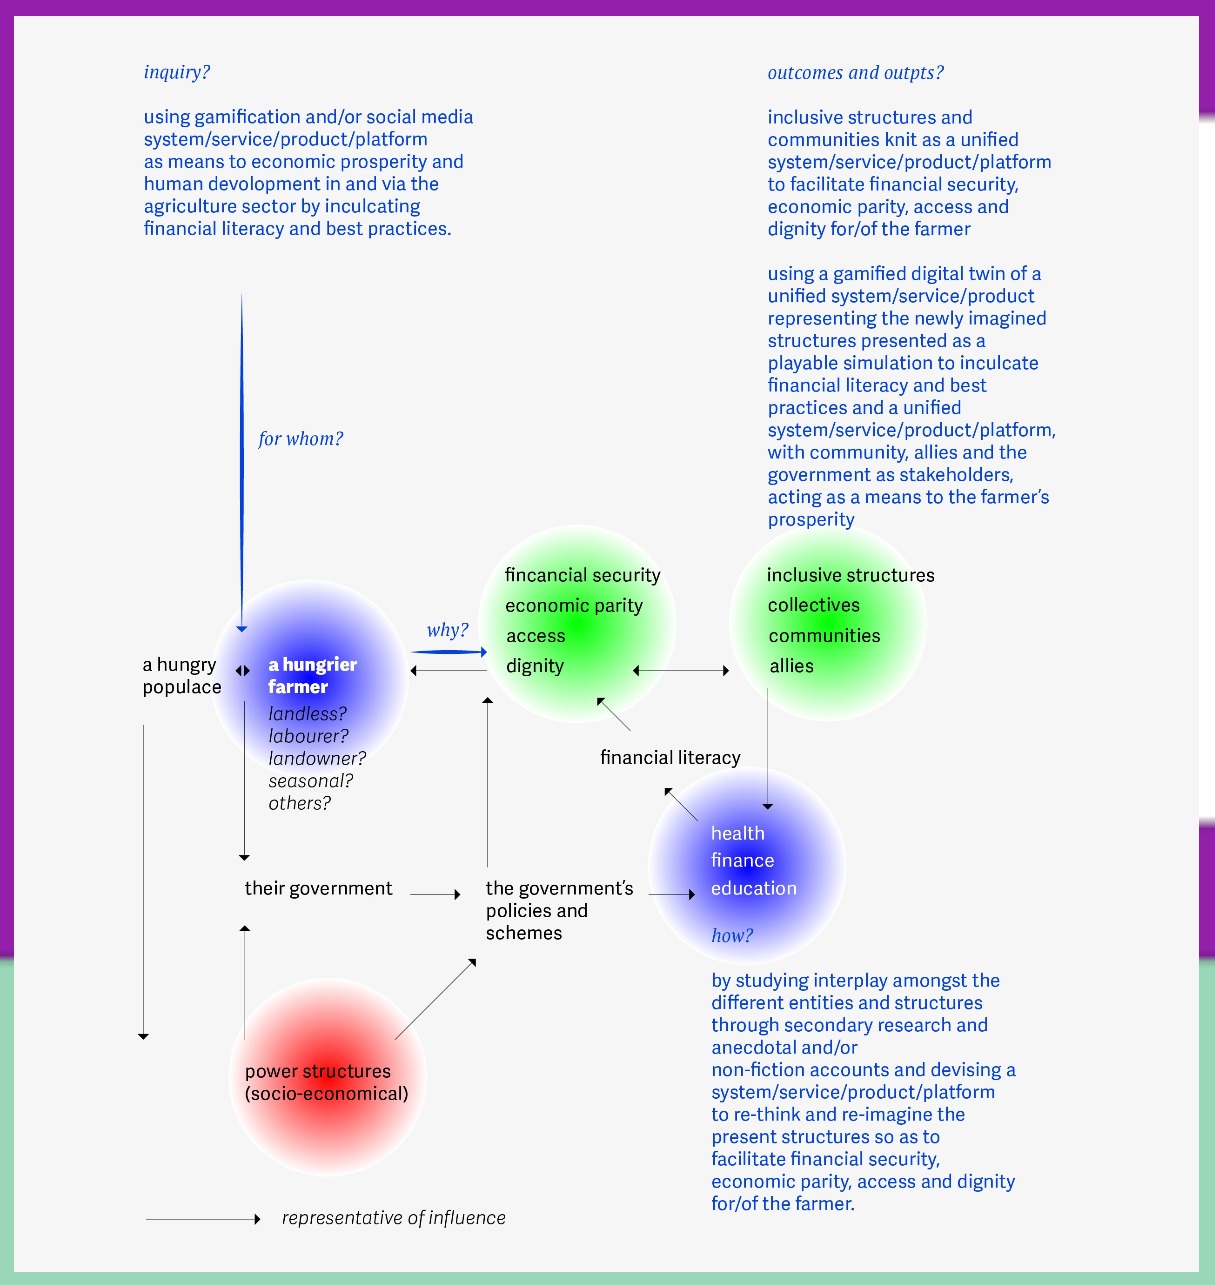 inquiry?
using gamification and/or social media
system/service/product/platform
as means to economic prosperity and
human devolopment in and via the
agriculture sector by inculcating
financial literacy and best practices.
outcomes and outpts?
inclusive structures and
communities knit as a unified
system/service/product/platform
to facilitate financial security,
economic parity, access and
dignity for/of the farmer
using a gamified digital twin of a
unified system/service/product
representing the newly imagined
structures presented as a
playable simulation to inculcate
financial literacy and best
practices and a unified
system/service/product/platform,
with community, allies and the
government as stakeholders,
acting as a means to the farmer's
prosperity
for whom?
a hungry
populace
a hungrier
farmer
landless?
labourer?
landowner?
seasonal?
others?
why?
fincancial security
economic parity
access
dignity
inclusive structures
collectives
communities
allies
financial literacy
health
finance
education
their government
the government's
policies and
schemes
how?
by studying interplay amongst the
different entities and structures
through secondary research and
anecdotal and/or
non-fiction accounts and devising a
system/service/product/platform
to re-think and re-imagine the
present structures so as to
facilitate financial security,
economic parity, access and dignity
for/of the farmer.
power structures
(socio-economical)
representative of influence